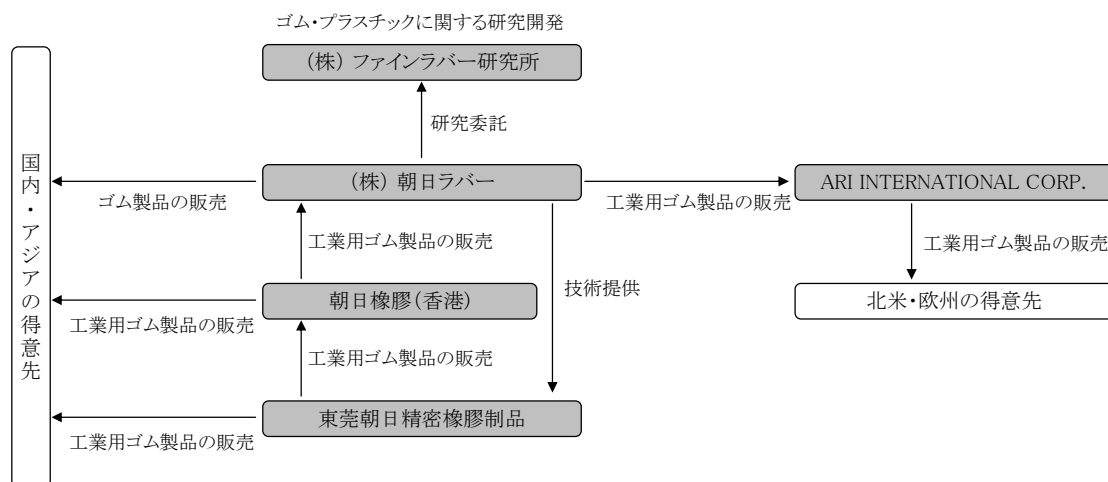 ゴム・プラスチックに関する研究開発
(株) ファインラバー研究所
研究委託
国内・アジアの得意先
(株) 朝日ラバー
ARI INTERNATIONAL CORP.
ゴム製品の販売
工業用ゴム製品の販売
工業用ゴム製品の販売
工業用ゴム製品の販売
技術提供
朝日橡膠(香港)
北米・欧州の得意先
工業用ゴム製品の販売
工業用ゴム製品の販売
東莞朝日精密橡膠制品
工業用ゴム製品の販売